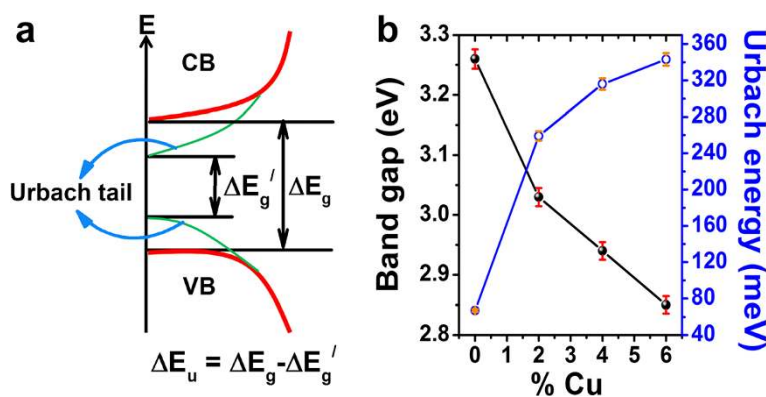 a
E
CB
Urbach tail
ΔEg/
ΔEg
VB
ΔEu = ΔEg-ΔEg/
b
Band gap (eV)
3.3
3.2
3.1
3.0
2.9
2.8
0 1 2 3 4 5 6
% Cu
360
320
280
240
200
160
120
80
40
Urbach energy (meV)